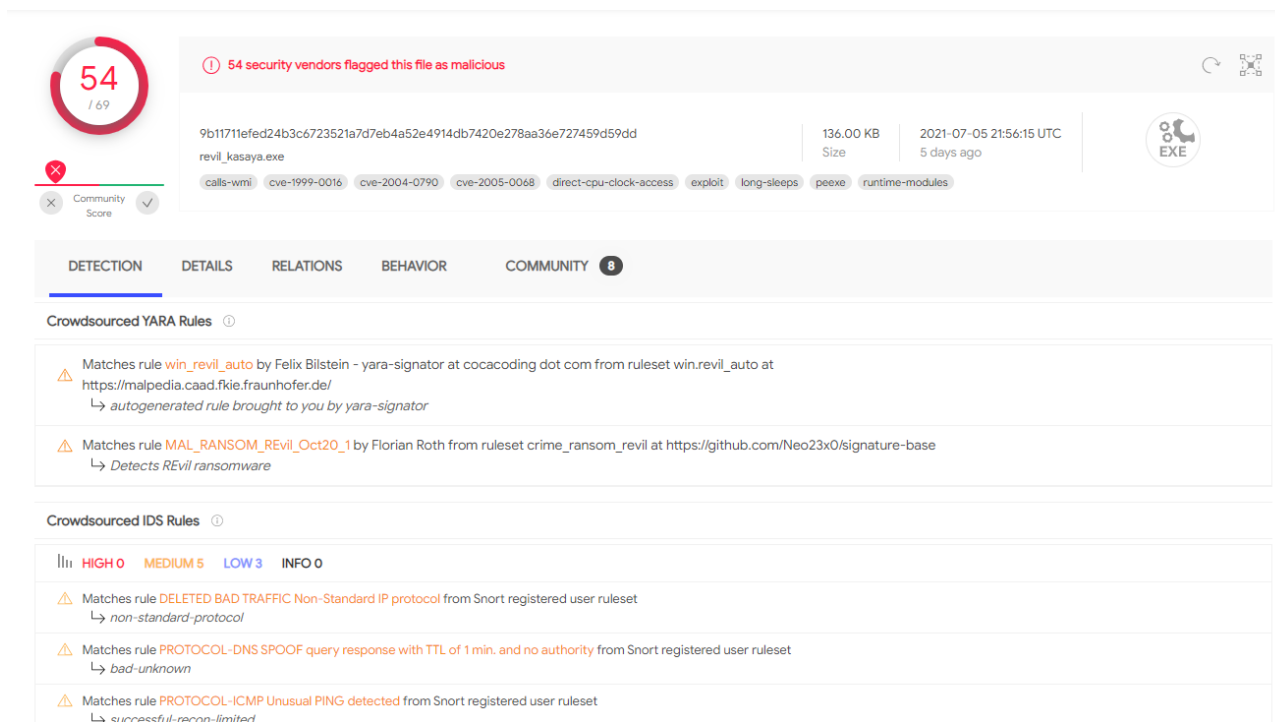 54
/ 69
Community
Score
54 security vendors flagged this file as malicious
9b11711efed24b3c6723521a7d7eb4a52e4914db7420e278aa36e727459d59dd
revil_kasaya.exe
calls-wmi cve-1999-0016 cve-2004-0790 cve-2005-0068 direct-cpu-clock-access exploit long-sleeps peexe runtime-modules
136.00 KB
Size
2021-07-05 21:56:15 UTC
5 days ago
EXE
DETECTION DETAILS RELATIONS BEHAVIOR COMMUNITY 8
Crowdsourced YARA Rules
Matches rule win_revil_auto by Felix Bilstein - yara-signator at cocacoding dot com from ruleset win.revil_auto at
https://malpedia.caad.fkie.fraunhofer.de/
autogenerated rule brought to you by yara-signator
Matches rule MAL_RANSOM_REvil_Oct20_1 by Florian Roth from ruleset crime_ransom_revil at https://github.com/Neo23x0/signature-base
Detects REvil ransomware
Crowdsourced IDS Rules
HIGH 0 MEDIUM 5 LOW 3 INFO 0
Matches rule DELETED BAD TRAFFIC Non-Standard IP protocol from Snort registered user ruleset
non-standard-protocol
Matches rule PROTOCOL-DNS SPOOF query response with TTL of 1 min. and no authority from Snort registered user ruleset
bad-unknown
Matches rule PROTOCOL-ICMP Unusual PING detected from Snort registered user ruleset
successful-recon-limited